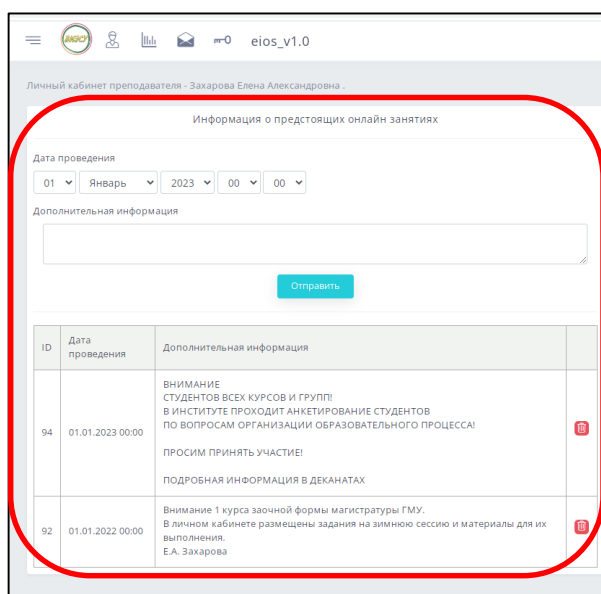 ВИЭСУ
eios_v1.0
Личный кабинет преподавателя - Захарова Елена Александровна .
Информация о предстоящих онлайн занятиях
Дата проведения
01 Январь 2023 00 00
Дополнительная информация
Отправить
ID Дата проведения Дополнительная информация
94 01.01.2023 00:00
ВНИМАНИЕ
СТУДЕНТОВ ВСЕХ КУРСОВ И ГРУПП!
В ИНСТИТУТЕ ПРОХОДИТ АНКЕТИРОВАНИЕ СТУДЕНТОВ
ПО ВОПРОСАМ ОРГАНИЗАЦИИ ОБРАЗОВАТЕЛЬНОГО ПРОЦЕССА!
ПРОСИМ ПРИНЯТЬ УЧАСТИЕ!
ПОДРОБНАЯ ИНФОРМАЦИЯ В ДЕКАНАТАХ
92 01.01.2022 00:00
Внимание 1 курса заочной формы магистратуры ГМУ.
В личном кабинете размещены задания на зимнюю сессию и материалы для их
выполнения.
Е.А. Захарова